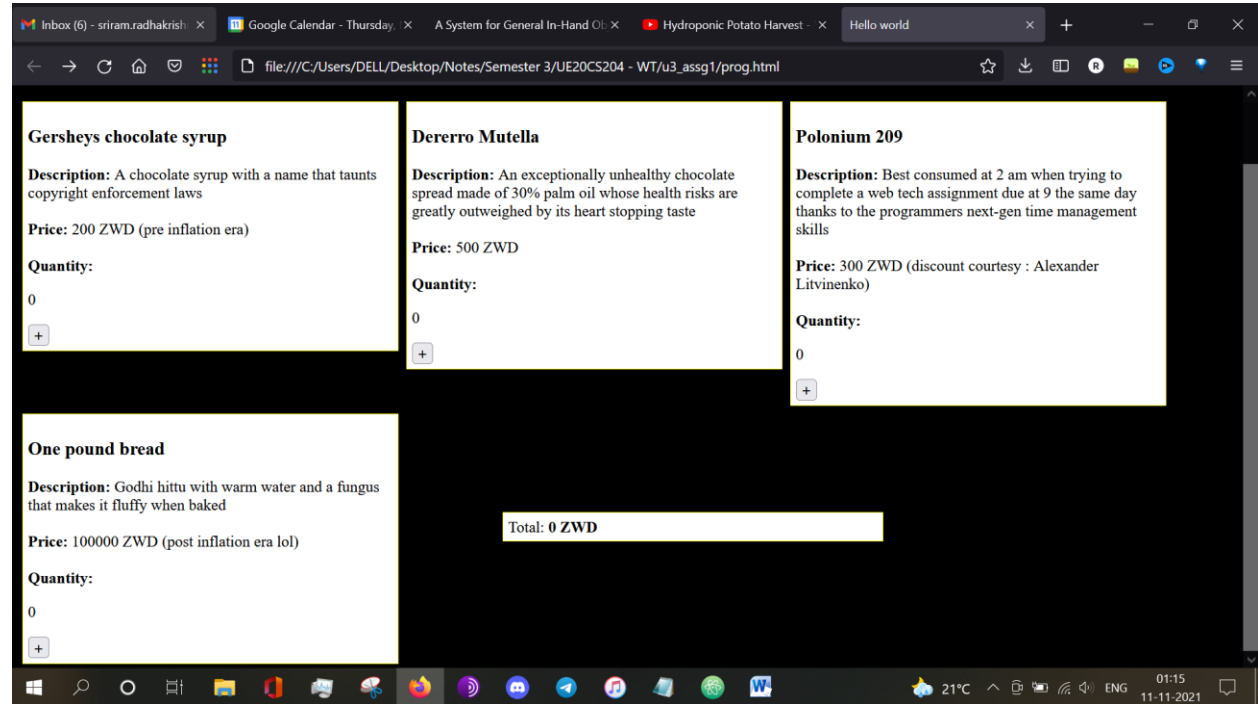 Inbox (6) - sriram.radhakrish
Google Calendar - Thursday,
A System for General In-Hand Ob
Hydroponic Potato Harvest -
Hello world
file:///C:/Users/DELL/Desktop/Notes/Semester 3/UE20CS204 - WT/u3_assg1/prog.html
Gersheys chocolate syrup
Description: A chocolate syrup with a name that taunts
copyright enforcement laws
Price: 200 ZWD (pre inflation era)
Quantity:
0
+
Dererro Mutella
Description: An exceptionally unhealthy chocolate
spread made of 30% palm oil whose health risks are
greatly outweighed by its heart stopping taste
Price: 500 ZWD
Quantity:
0
+
Polonium 209
Description: Best consumed at 2 am when trying to
complete a web tech assignment due at 9 the same day
thanks to the programmers next-gen time management
skills
Price: 300 ZWD (discount courtesy : Alexander
Litvinenko)
Quantity:
0
+
One pound bread
Description: Godhi hittu with warm water and a fungus
that makes it fluffy when baked
Price: 100000 ZWD (post inflation era lol)
Quantity:
0
+
Total: 0 ZWD
21°C
ENG
01:15
11-11-2021